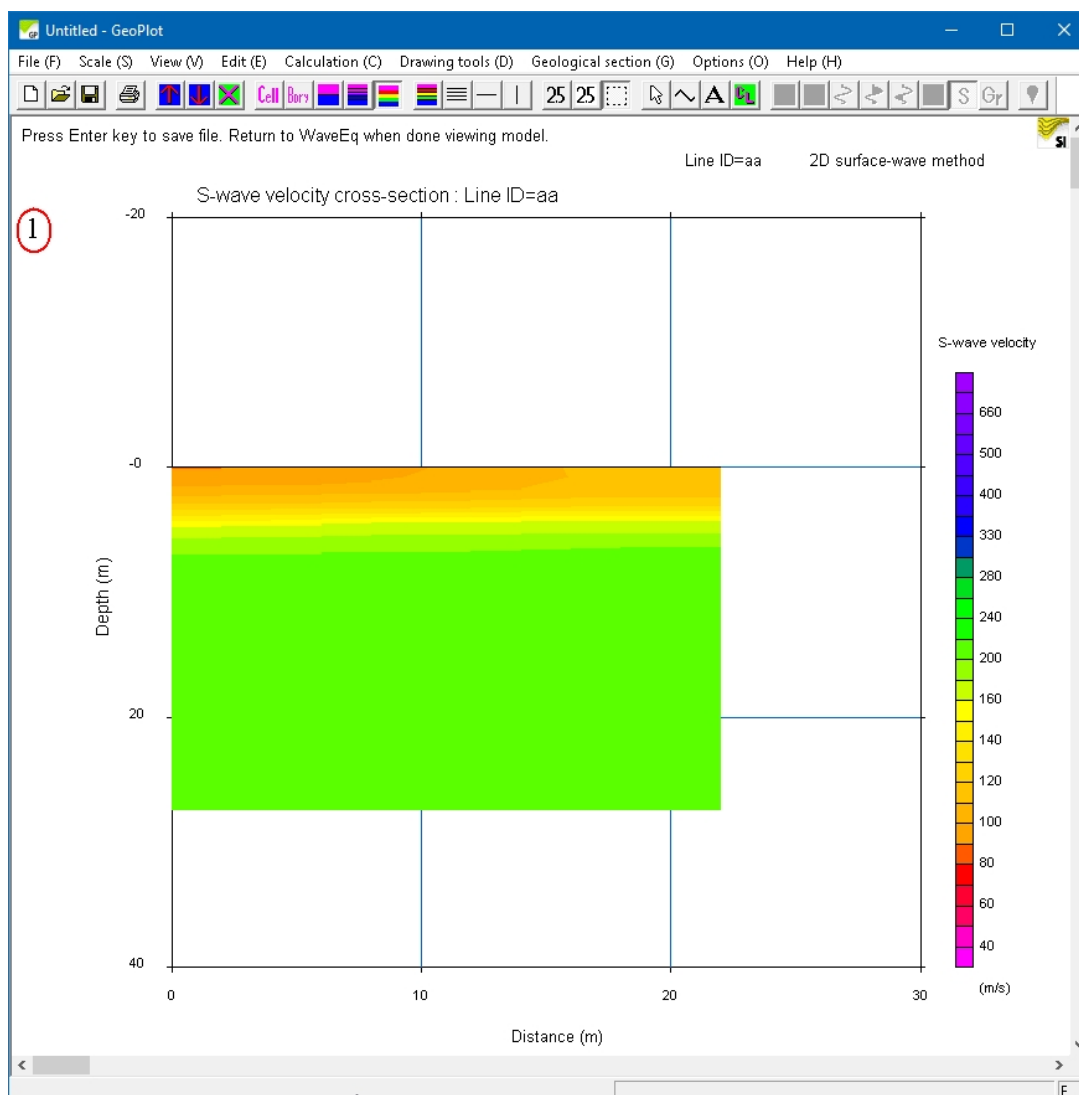 Untitled - GeoPlot
File (F) Scale (S) View (V) Edit (E) Calculation (C) Drawing tools (D) Geological section (G) Options (O) Help (H)
Cell Bory 25 25 A S Gr
Press Enter key to save file. Return to WaveEq when done viewing model.
SI
Line ID=aa 2D surface-wave method
S-wave velocity cross-section : Line ID=aa
1
-20
-0
20
40
Depth (m)
0 10 20 30
Distance (m)
S-wave velocity
660
500
400
330
280
240
200
160
140
120
100
80
60
40
(m/s)